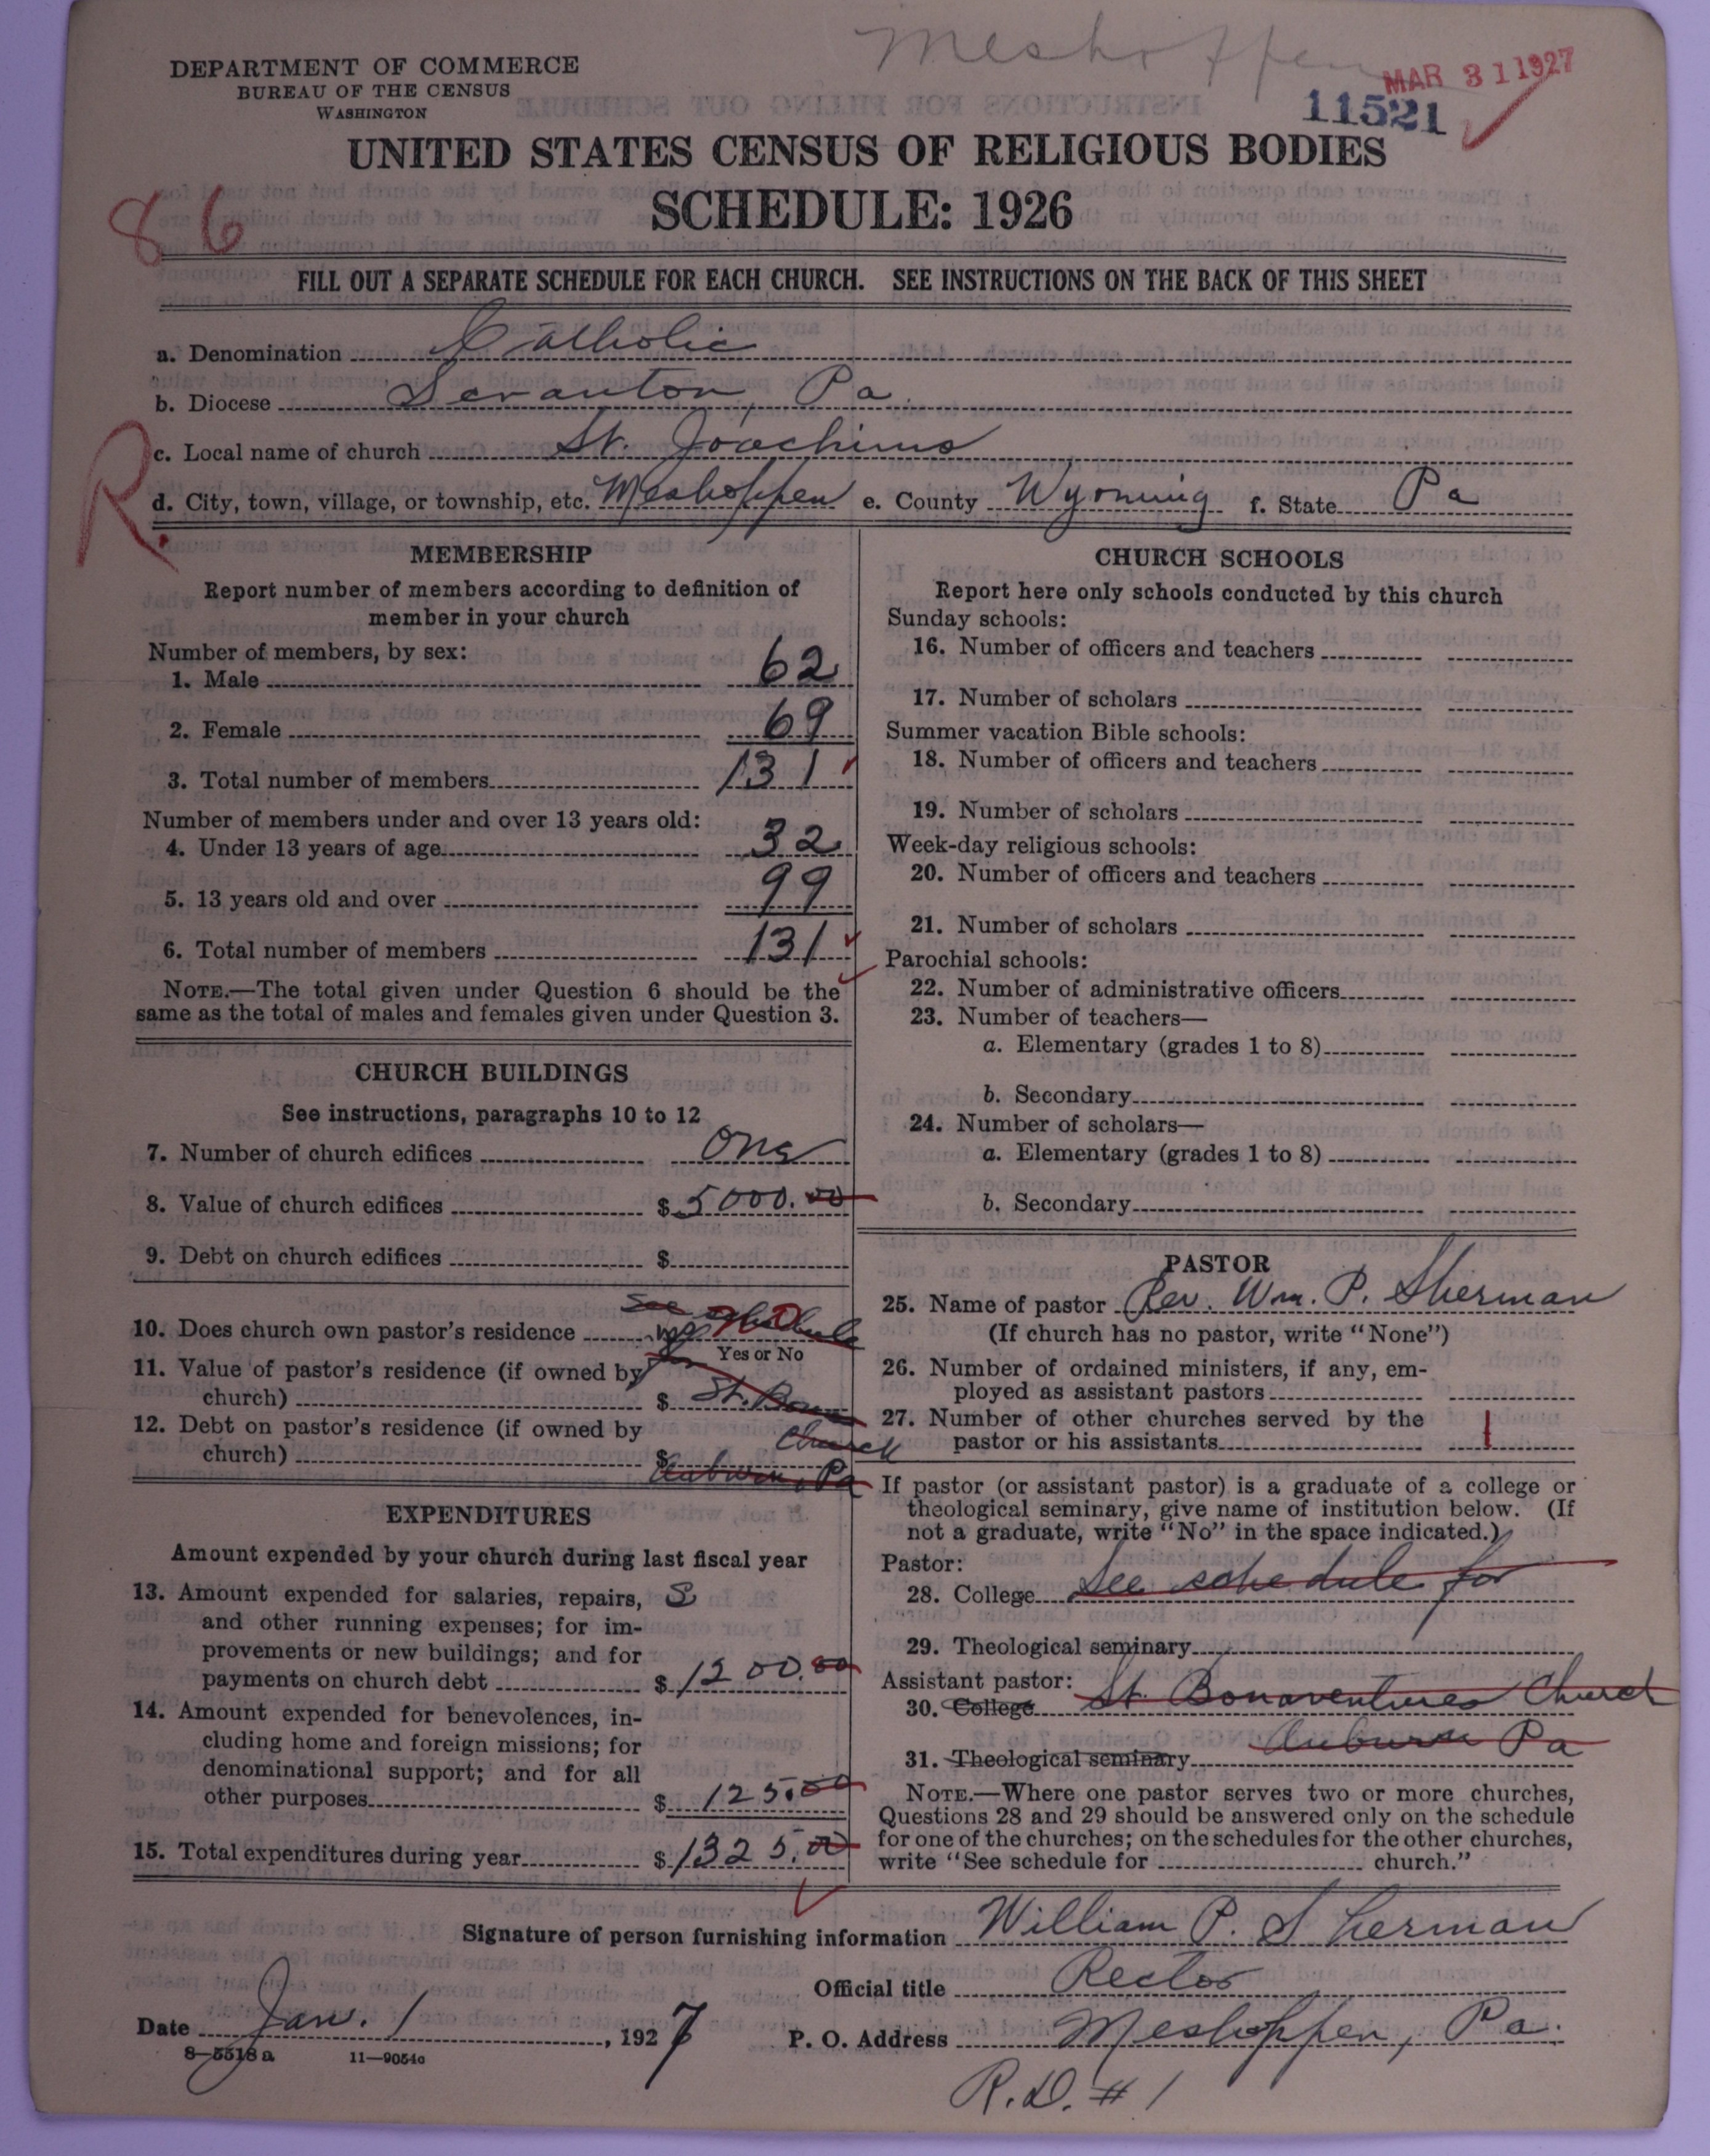 Meshoppen
MAR 31 1927
11521
DEPARTMENT OF COMMERCE
BUREAU OF THE CENSUS
WASHINGTON
UNITED STATES CENSUS OF RELIGIOUS BODIES
SCHEDULE: 1926
86
FILL OUT A SEPARATE SCHEDULE FOR EACH CHURCH. SEE INSTRUCTIONS ON THE BACK OF THIS SHEET
a. Denomination Catholic
b. Diocese Scranton, Pa.
c. Local name of church St. Joachims
R
d. City, town, village, or township, etc. Meshoppen e. County Wyoming f. State Pa
MEMBERSHIP
Report number of members according to definition of
member in your church
Number of members, by sex:
1. Male 62
2. Female 69
3. Total number of members 131
Number of members under and over 13 years old:
4. Under 13 years of age 32
5. 13 years old and over 99
6. Total number of members 131
NOTE.—The total given under Question 6 should be the
same as the total of males and females given under Question 3.
CHURCH BUILDINGS
See instructions, paragraphs 10 to 12
7. Number of church edifices One
8. Value of church edifices $ 5000.00
9. Debt on church edifices $
See
10. Does church own pastor's residence no
Yes or No
11. Value of pastor's residence (if owned by for
church) $ St. Bona
12. Debt on pastor's residence (if owned by Church
church) $ Auburn, Pa
EXPENDITURES
Amount expended by your church during last fiscal year
13. Amount expended for salaries, repairs,
and other running expenses; for im-
provements or new buildings; and for
payments on church debt $ 1200.00
14. Amount expended for benevolences, in-
cluding home and foreign missions; for
denominational support; and for all
other purposes $ 125.00
15. Total expenditures during year $ 1325.00
CHURCH SCHOOLS
Report here only schools conducted by this church
Sunday schools:
16. Number of officers and teachers
17. Number of scholars
Summer vacation Bible schools:
18. Number of officers and teachers
19. Number of scholars
Week-day religious schools:
20. Number of officers and teachers
21. Number of scholars
Parochial schools:
22. Number of administrative officers
23. Number of teachers—
a. Elementary (grades 1 to 8)
b. Secondary
24. Number of scholars—
a. Elementary (grades 1 to 8)
b. Secondary
PASTOR
25. Name of pastor Rev. Wm. P. Sherman
(If church has no pastor, write "None")
26. Number of ordained ministers, if any, em-
ployed as assistant pastors
27. Number of other churches served by the
pastor or his assistants 1
If pastor (or assistant pastor) is a graduate of a college or
theological seminary, give name of institution below. (If
not a graduate, write "No" in the space indicated.)
Pastor:
28. College See schedule for
29. Theological seminary
Assistant pastor:
30. College St. Bonaventures Church
Auburn Pa
31. Theological seminary
NOTE.—Where one pastor serves two or more churches,
Questions 28 and 29 should be answered only on the schedule
for one of the churches; on the schedules for the other churches,
write "See schedule for church."
Signature of person furnishing information William P. Sherman
Official title Rector
Date Jan. 1, 1927 P. O. Address Meshoppen, Pa.
8—5518a 11—9054c
R.D. # 1